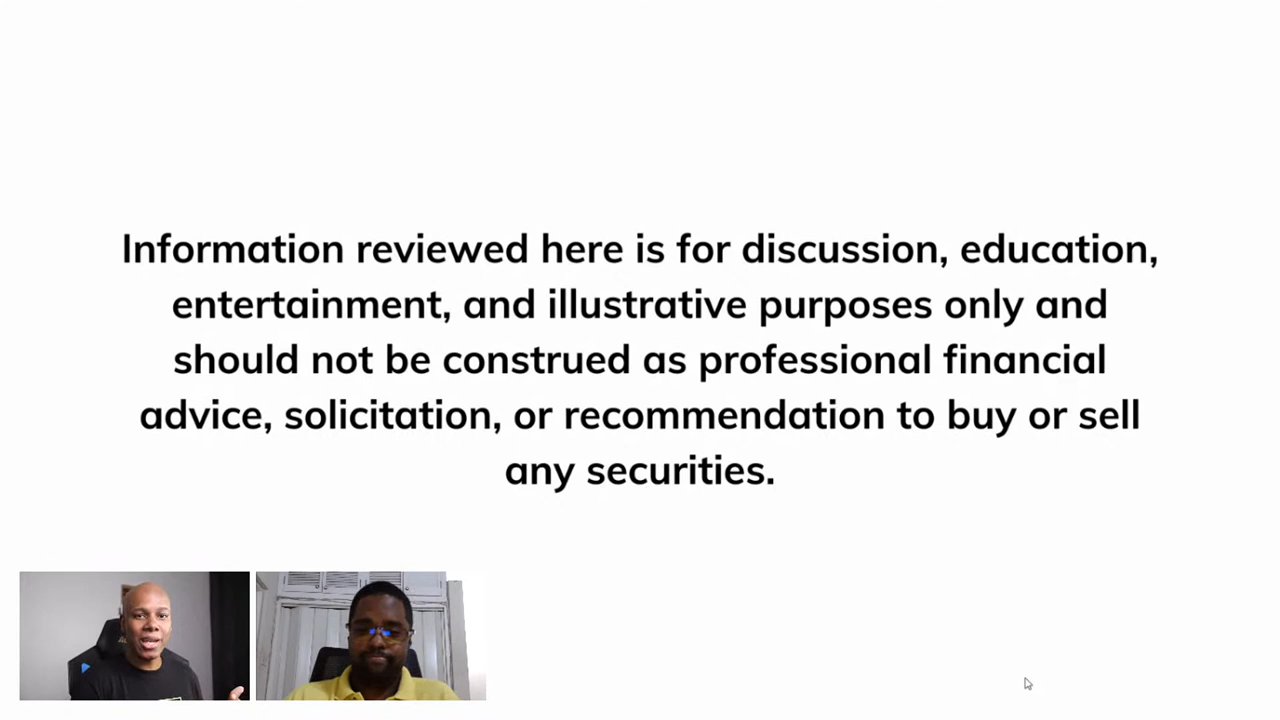 Information reviewed here is for discussion, education,
entertainment, and illustrative purposes only and
should not be construed as professional financial
advice, solicitation, or recommendation to buy or sell
any securities.